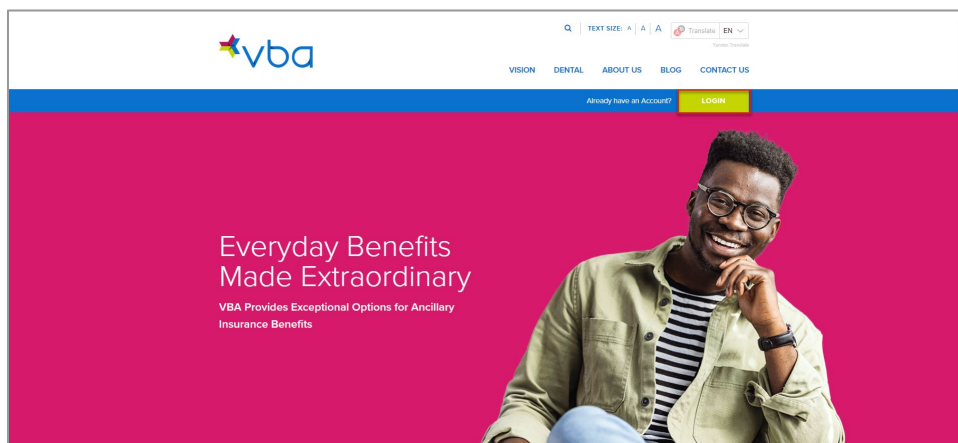 TEXT SIZE: A A A
Translate EN
vba
VISION DENTAL ABOUT US BLOG CONTACT US
Already have an Account? LOGIN
Everyday Benefits
Made Extraordinary
VBA Provides Exceptional Options for Ancillary
Insurance Benefits